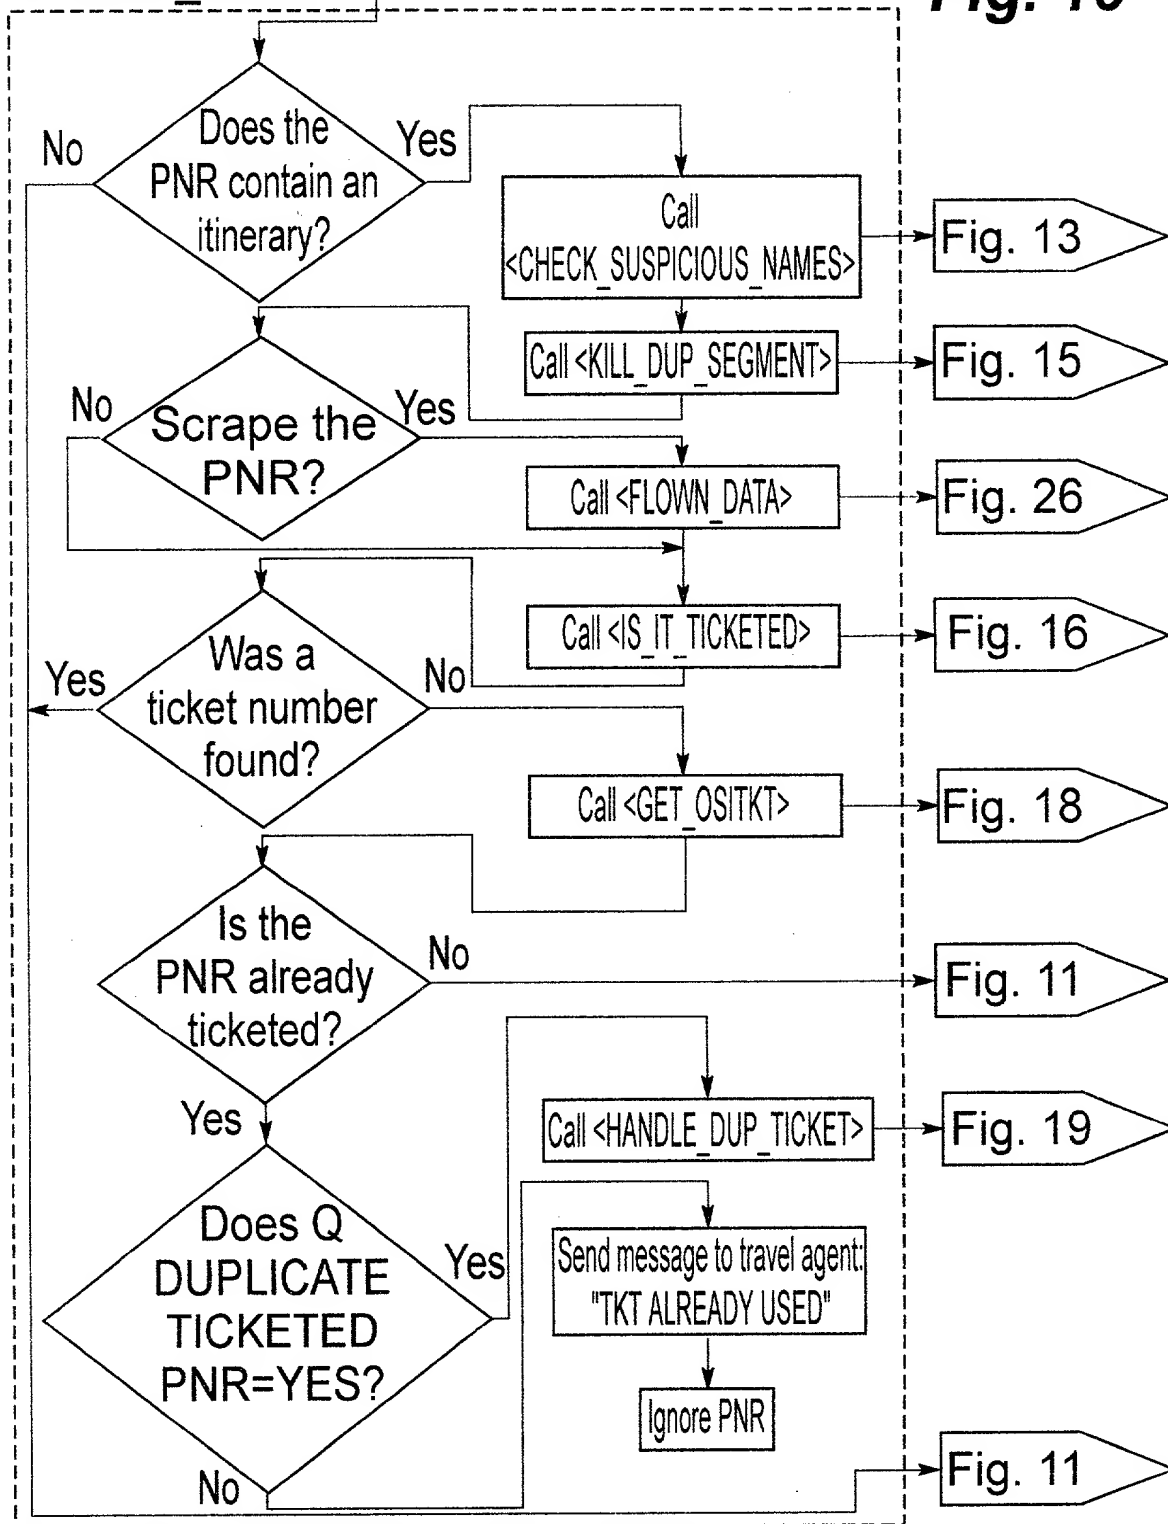 Does the
PNR contain an
itinerary?
No
Yes
Call
<CHECK_SUSPICIOUS_NAMES>
Fig. 13
Call <KILL_DUP_SEGMENT>
Fig. 15
Scrape the
PNR?
No
Yes
Call <FLOWN_DATA>
Fig. 26
Call <IS_IT_TICKETED>
Fig. 16
Was a
ticket number
found?
Yes
No
Call <GET_OSITKT>
Fig. 18
Is the
PNR already
ticketed?
No
Fig. 11
Yes
Call <HANDLE_DUP_TICKET>
Fig. 19
Does Q
DUPLICATE
TICKETED
PNR=YES?
Yes
Send message to travel agent:
"TKT ALREADY USED"
Ignore PNR
No
Fig. 11